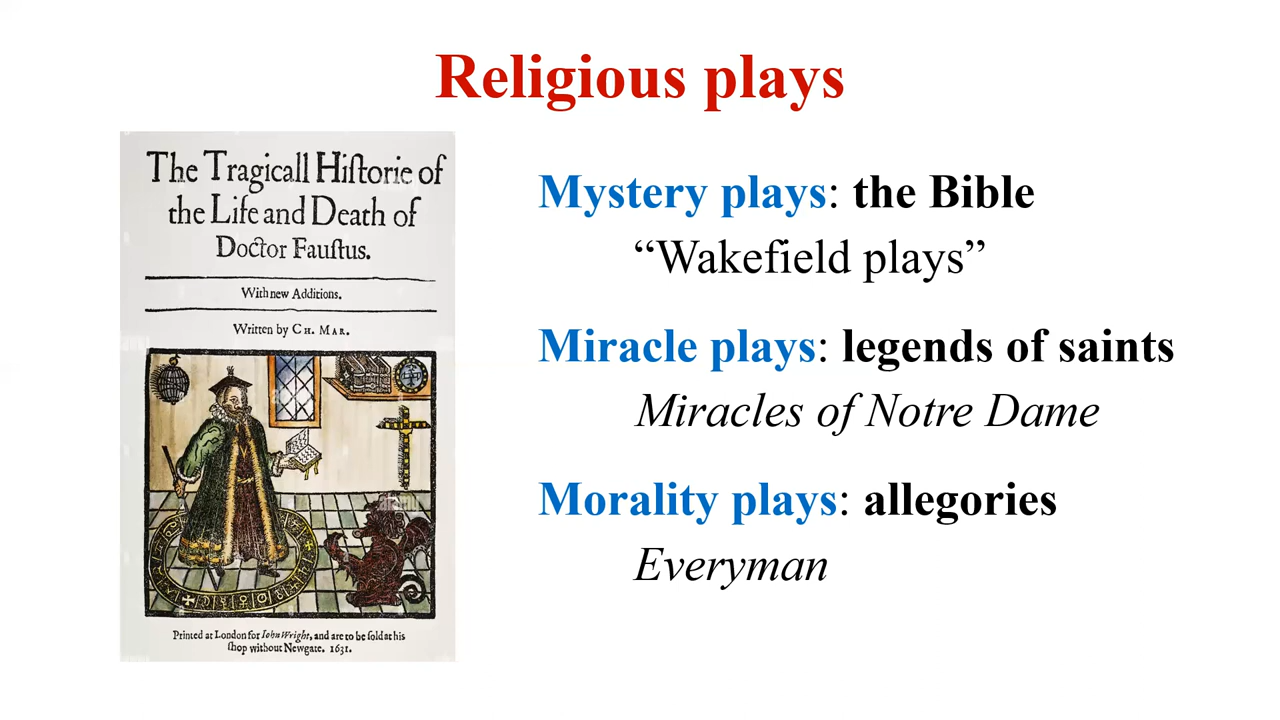 Religious plays
The Tragicall Hiſtorie of
the Life and Death of
Doctor Fauſtus.
With new Additions.
Written by CH. MAR.
Printed at London for Iohn Wright, and are to be ſold at his
ſhop without Newgate. 1631.
Mystery plays: the Bible
“Wakefield plays”
Miracle plays: legends of saints
Miracles of Notre Dame
Morality plays: allegories
Everyman